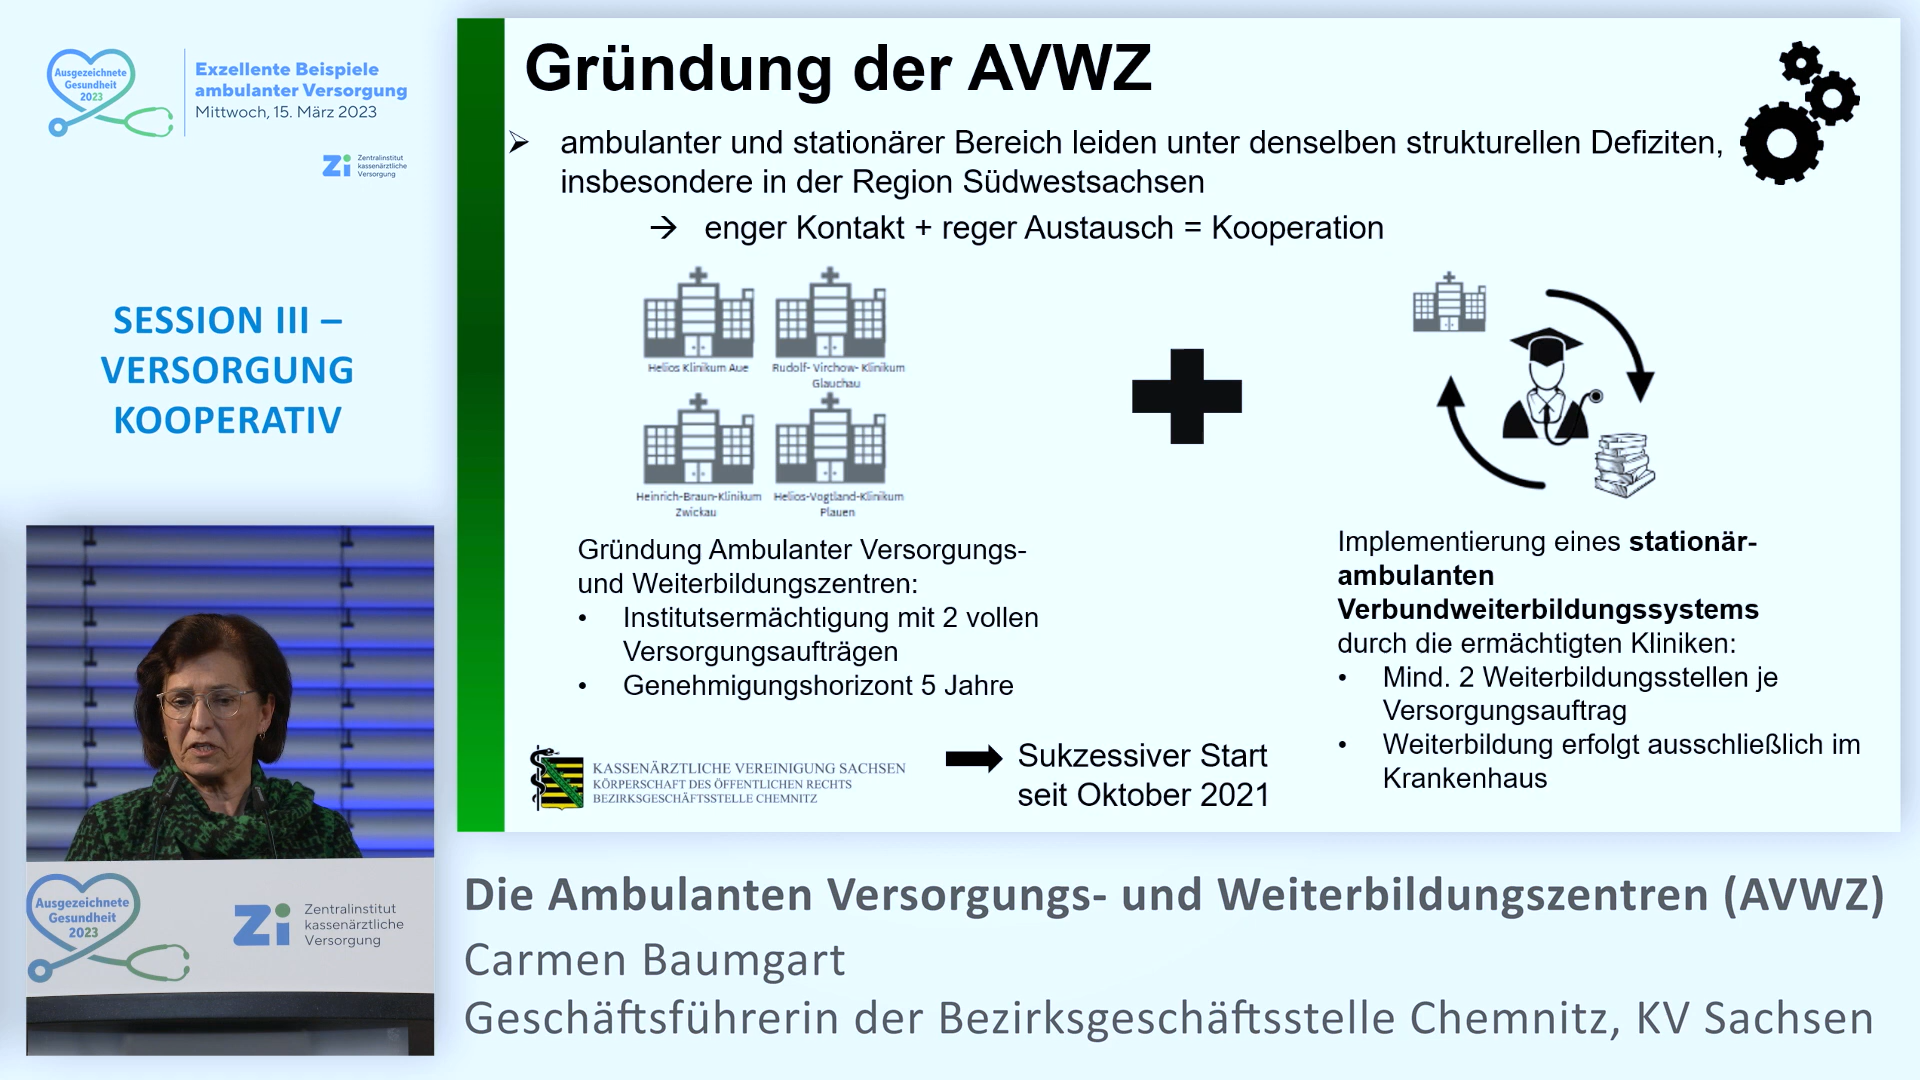 Ausgezeichnete
Gesundheit
2023
Exzellente Beispiele
ambulanter Versorgung
Mittwoch, 15. März 2023
Zi
Zentralinstitut
kassenärztliche
Versorgung
SESSION III –
VERSORGUNG
KOOPERATIV
Gründung der AVWZ
ambulanter und stationärer Bereich leiden unter denselben strukturellen Defiziten,
insbesondere in der Region Südwestsachsen
→ enger Kontakt + reger Austausch = Kooperation
Helios Klinikum Aue
Rudolf- Virchow- Klinikum
Glauchau
Heinrich-Braun-Klinikum
Zwickau
Helios-Vogtland-Klinikum
Plauen
Gründung Ambulanter Versorgungs-
und Weiterbildungszentren:
• Institutsermächtigung mit 2 vollen
Versorgungsaufträgen
• Genehmigungshorizont 5 Jahre
Implementierung eines stationär-
ambulanten
Verbundweiterbildungssystems
durch die ermächtigten Kliniken:
• Mind. 2 Weiterbildungsstellen je
Versorgungsauftrag
• Weiterbildung erfolgt ausschließlich im
Krankenhaus
KASSENÄRZTLICHE VEREINIGUNG SACHSEN
KÖRPERSCHAFT DES ÖFFENTLICHEN RECHTS
BEZIRKSGESCHÄFTSSTELLE CHEMNITZ
Sukzessiver Start
seit Oktober 2021
Ausgezeichnete
Gesundheit
2023
Zi
Zentralinstitut
kassenärztliche
Versorgung
Die Ambulanten Versorgungs- und Weiterbildungszentren (AVWZ)
Carmen Baumgart
Geschäftsführerin der Bezirksgeschäftsstelle Chemnitz, KV Sachsen